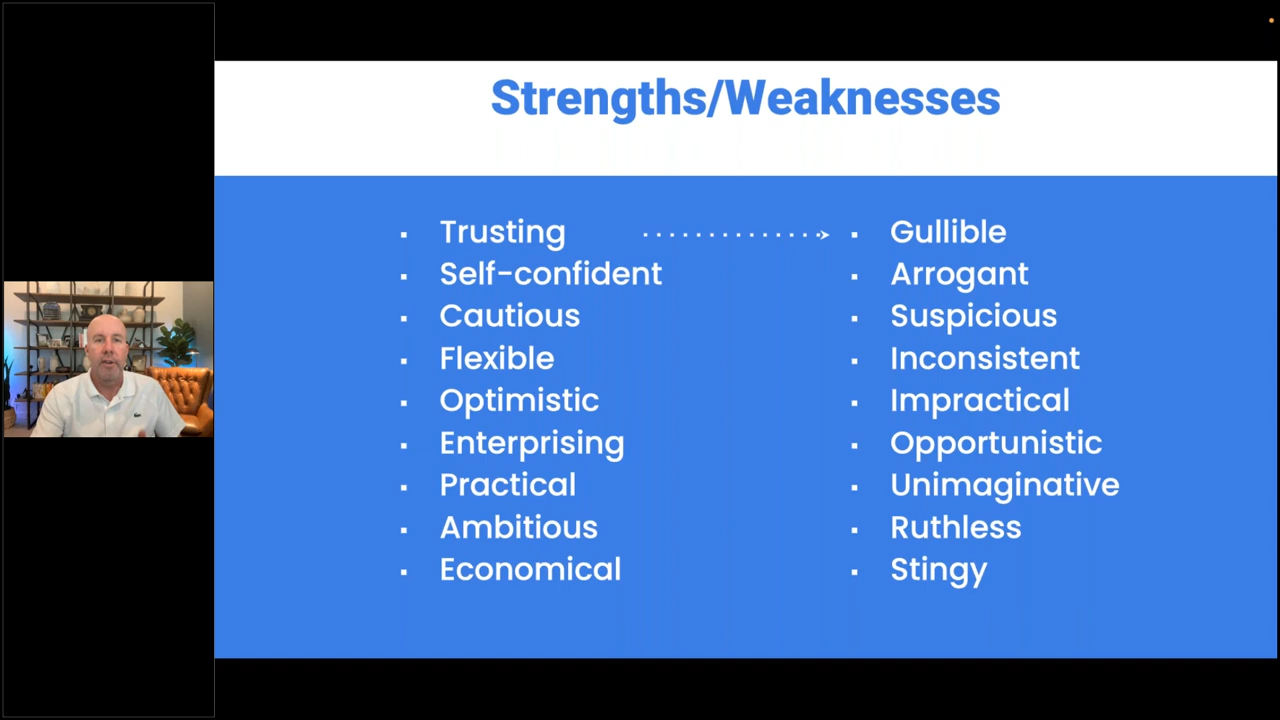 Strengths/Weaknesses
Trusting
Self-confident
Cautious
Flexible
Optimistic
Enterprising
Practical
Ambitious
Economical
Gullible
Arrogant
Suspicious
Inconsistent
Impractical
Opportunistic
Unimaginative
Ruthless
Stingy